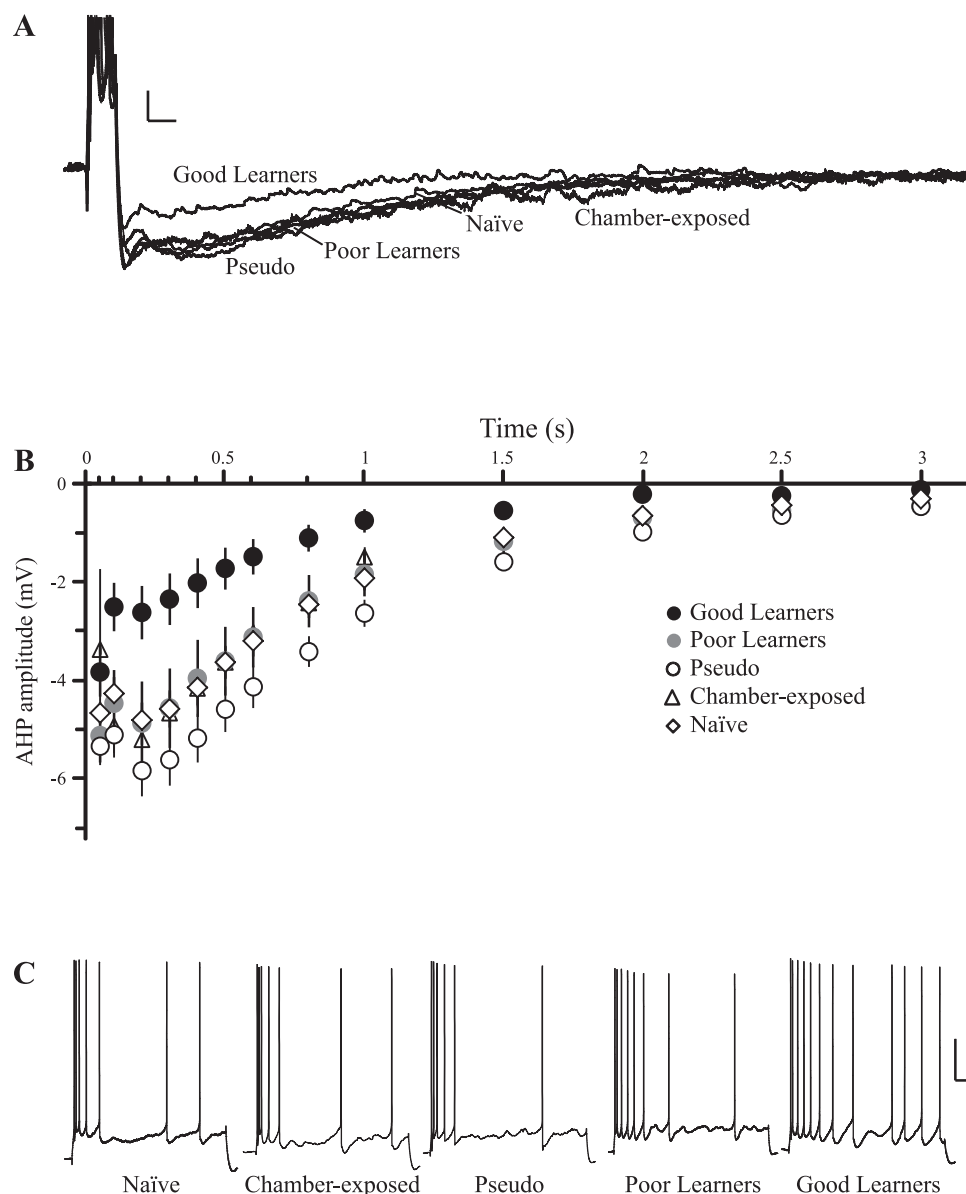 A
Good Learners
Naïve
Chamber-exposed
Poor Learners
Pseudo
Time (s)
B
0 0.5 1 1.5 2 2.5 3
0
-2
-4
-6
AHP amplitude (mV)
Good Learners
Poor Learners
Pseudo
Chamber-exposed
Naïve
C
Naïve Chamber-exposed Pseudo Poor Learners Good Learners